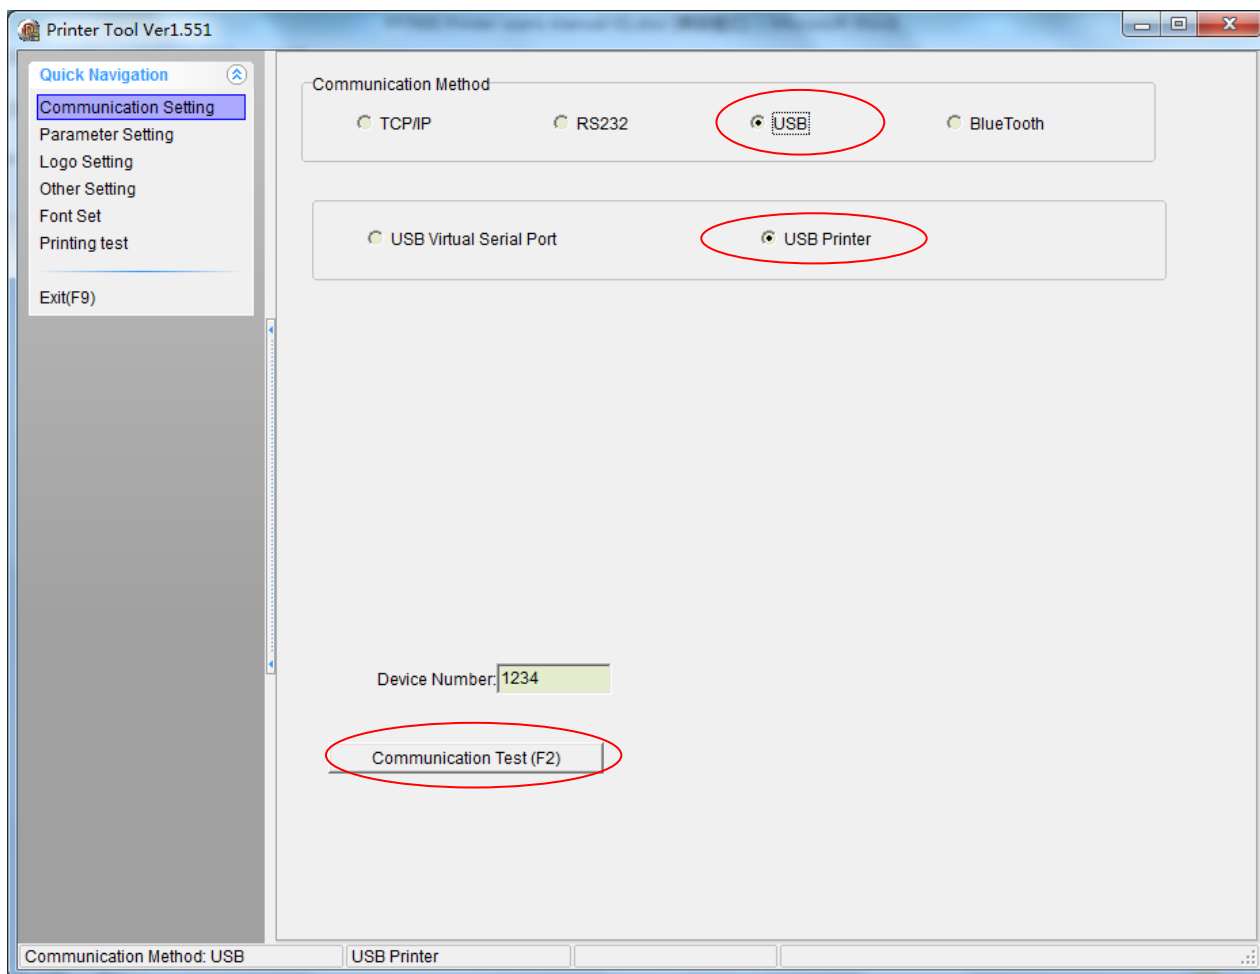 Printer Tool Ver1.551
Quick Navigation
Communication Setting
Parameter Setting
Logo Setting
Other Setting
Font Set
Printing test
Exit(F9)
Communication Method
TCP/IP RS232 USB BlueTooth
USB Virtual Serial Port USB Printer
Device Number: 1234
Communication Test (F2)
Communication Method: USB USB Printer